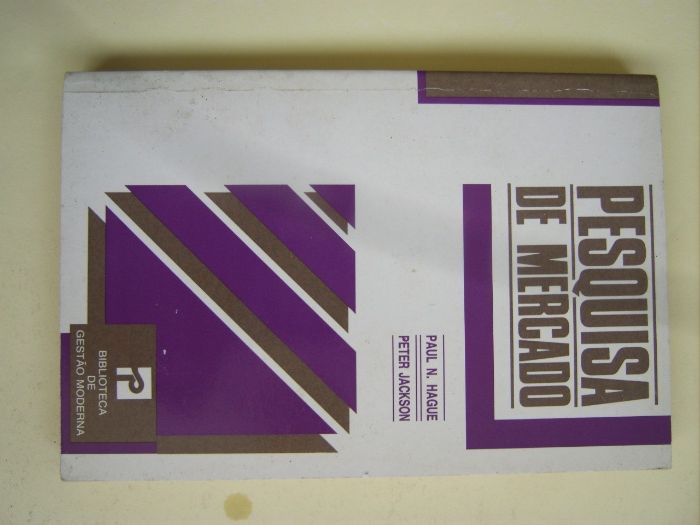 PESQUISA
DE MERCADO
PAUL N. HAGUE
PETER JACKSON
BIBLIOTECA
DE
GESTÃO MODERNA